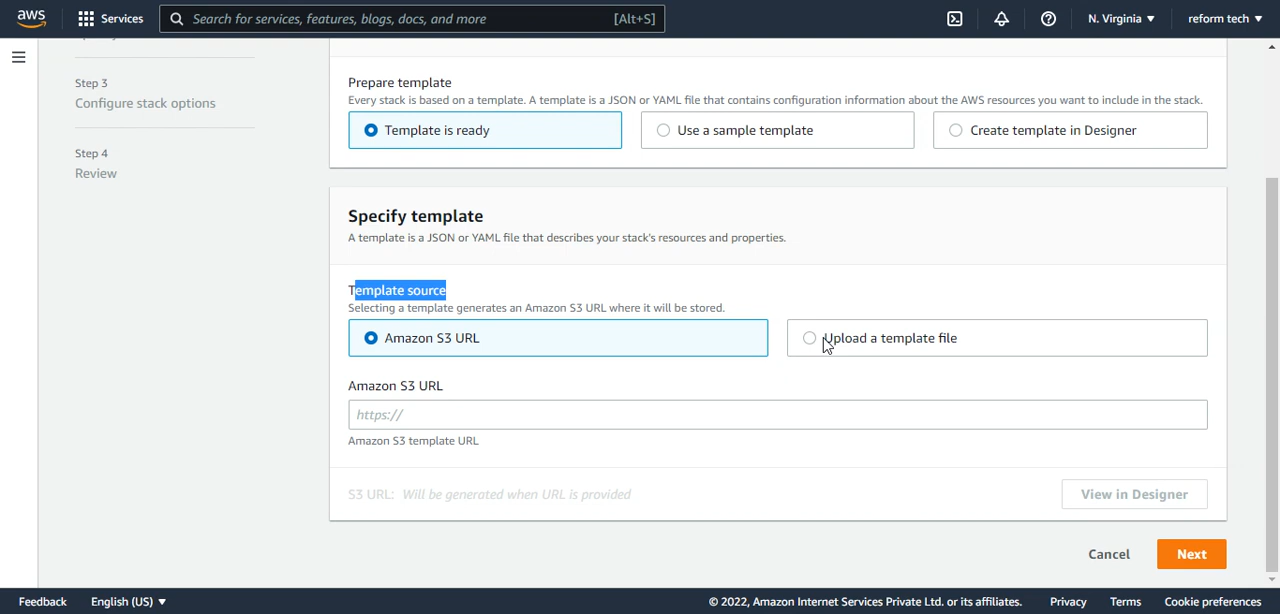 aws
Services
Search for services, features, blogs, docs, and more
[Alt+S]
N. Virginia
reform tech
Step 3
Configure stack options
Step 4
Review
Prepare template
Every stack is based on a template. A template is a JSON or YAML file that contains configuration information about the AWS resources you want to include in the stack.
Template is ready
Use a sample template
Create template in Designer
Specify template
A template is a JSON or YAML file that describes your stack's resources and properties.
Template source
Selecting a template generates an Amazon S3 URL where it will be stored.
Amazon S3 URL
Upload a template file
Amazon S3 URL
https://
Amazon S3 template URL
S3 URL: Will be generated when URL is provided
View in Designer
Cancel
Next
Feedback
English (US)
© 2022, Amazon Internet Services Private Ltd. or its affiliates.
Privacy
Terms
Cookie preferences